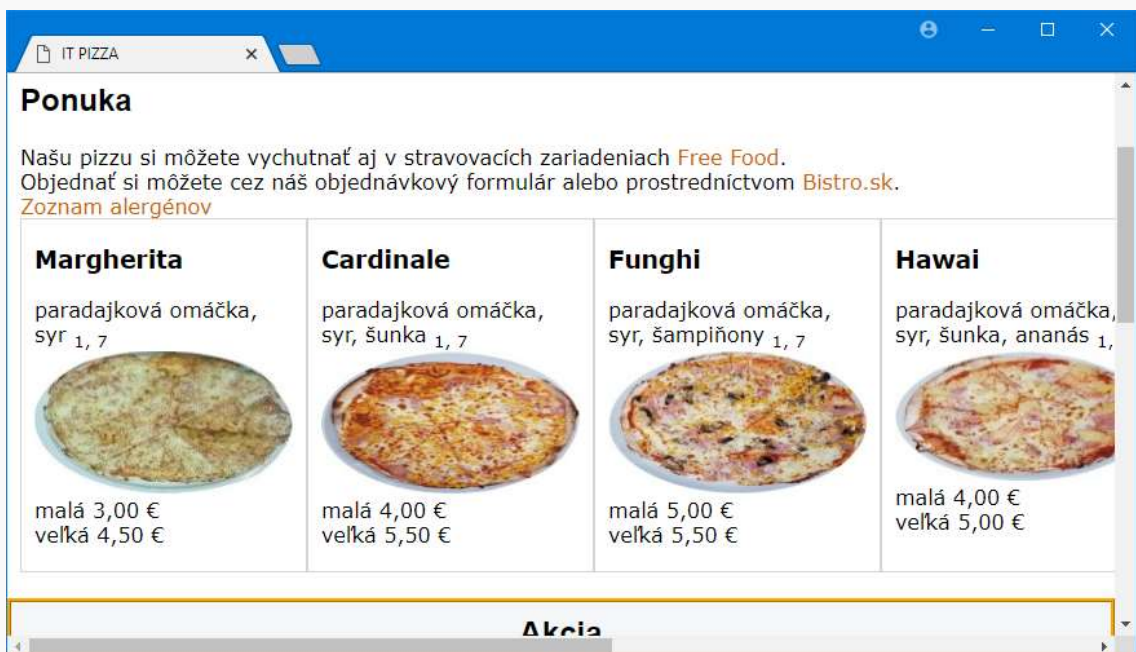 IT PIZZA
Ponuka
Našu pizzu si môžete vychutnať aj v stravovacích zariadeniach Free Food.
Objednať si môžete cez náš objednávkový formulár alebo prostredníctvom Bistro.sk.
Zoznam alergénov
Margherita
paradajková omáčka,
syr 1, 7
malá 3,00 €
veľká 4,50 €
Cardinale
paradajková omáčka,
syr, šunka 1, 7
malá 4,00 €
veľká 5,50 €
Funghi
paradajková omáčka,
syr, šampiňony 1, 7
malá 5,00 €
veľká 5,50 €
Hawai
paradajková omáčka,
syr, šunka, ananás 1,
malá 4,00 €
veľká 5,00 €
Akcia